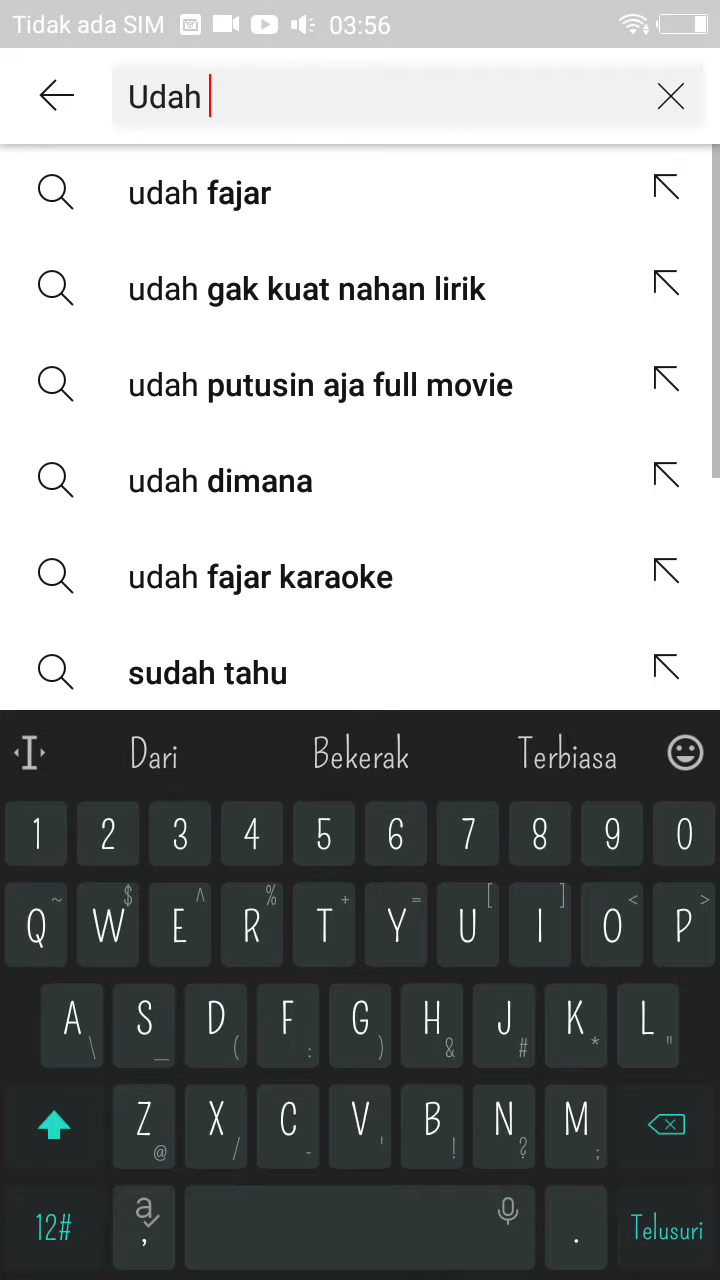 Tidak ada SIM 03:56
Udah
udah fajar
udah gak kuat nahan lirik
udah putusin aja full movie
udah dimana
udah fajar karaoke
sudah tahu
Dari Bekerak Terbiasa
1 2 3 4 5 6 7 8 9 0
~ $ ^ % + = [ ] < >
Q W E R T Y U I O P
A S D F G H J K L
\ _ ( : ) & # * "
Z X C V B N M
@ / - ' ! ? ;
12# a , . Telusuri